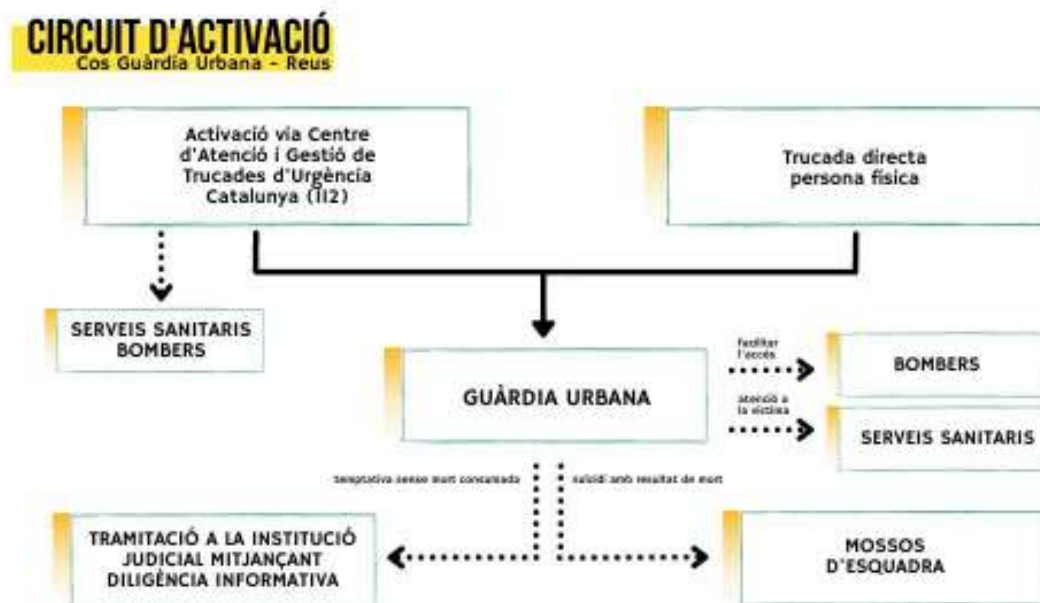 CIRCUIT D'ACTIVACIÓ
Cos Guàrdia Urbana - Reus
Activació via Centre
d'Atenció i Gestió de
Trucades d'Urgència
Catalunya (112)
Trucada directa
persona física
SERVEIS SANITARIS
BOMBERS
GUÀRDIA URBANA
facilitar
l'accés
BOMBERS
atenció a
la víctima
SERVEIS SANITARIS
temptativa sense mort consumada
suïcidi amb resultat de mort
TRAMITACIÓ A LA INSTITUCIÓ
JUDICIAL MITJANÇANT
DILIGÈNCIA INFORMATIVA
MOSSOS
D'ESQUADRA